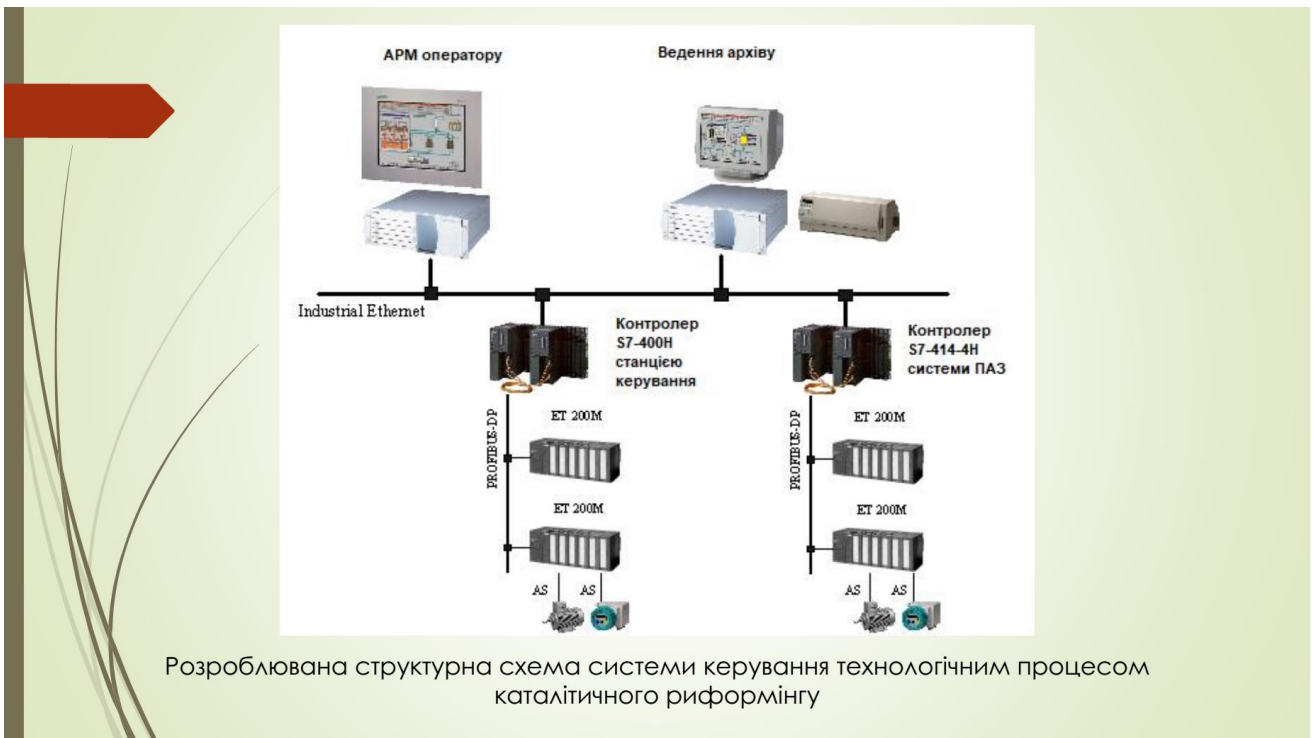 АРМ оператору
Ведення архіву
Industrial Ethernet
Контролер
S7-400H
станцією
керування
Контролер
S7-414-4H
системи ПАЗ
PROFIBUS-DP
ET 200M
ET 200M
AS AS
PROFIBUS-DP
ET 200M
ET 200M
AS AS
Розроблювана структурна схема системи керування технологічним процесом
каталітичного риформінгу